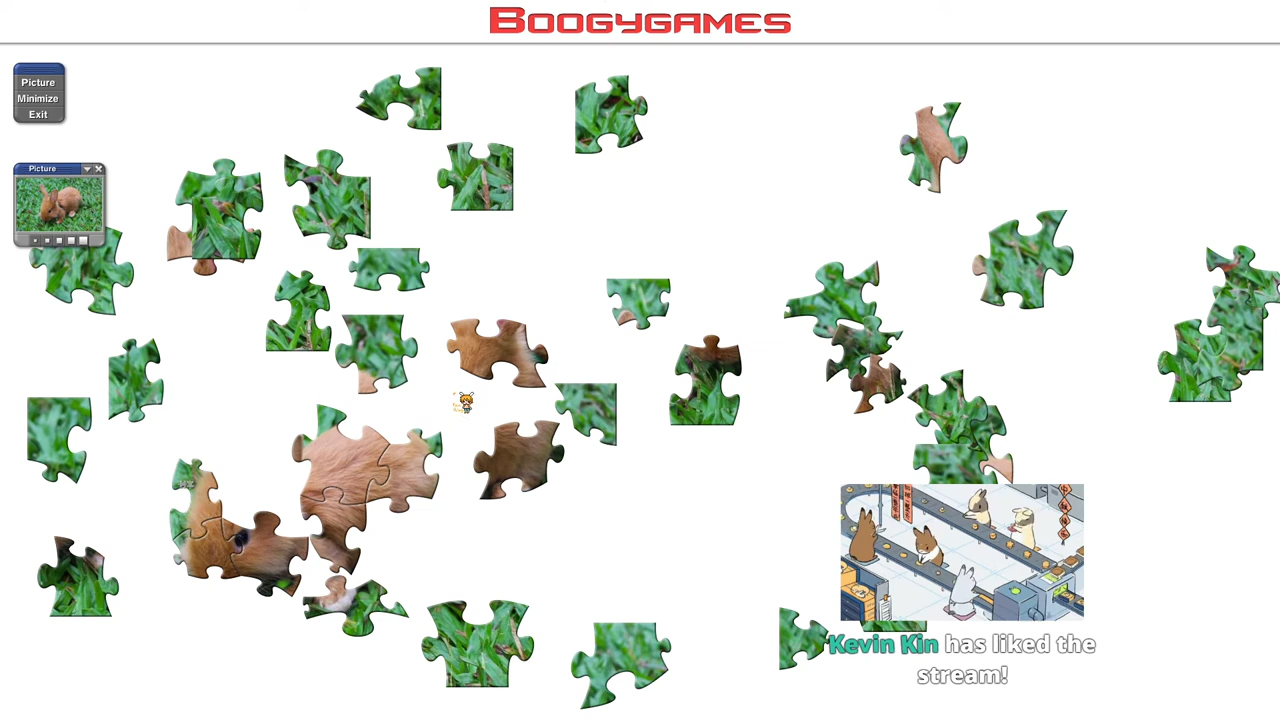 BOOGYGAMES
Picture
Minimize
Exit
Picture
Kevin Kin has liked the
stream!